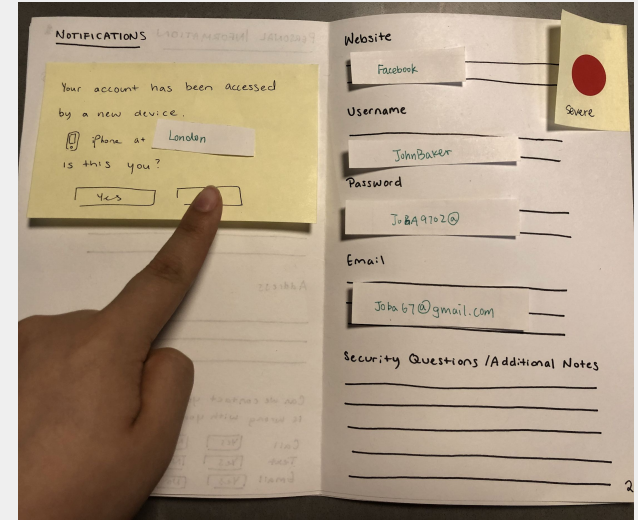 NOTIFICATIONS
Your account has been accessed
by a new device.
iPhone at London
is this you?
Yes
Website
Facebook
Severe
Username
JohnBaker
Password
JoBA9702@
Email
Joba67@gmail.com
Security Questions /Additional Notes
2